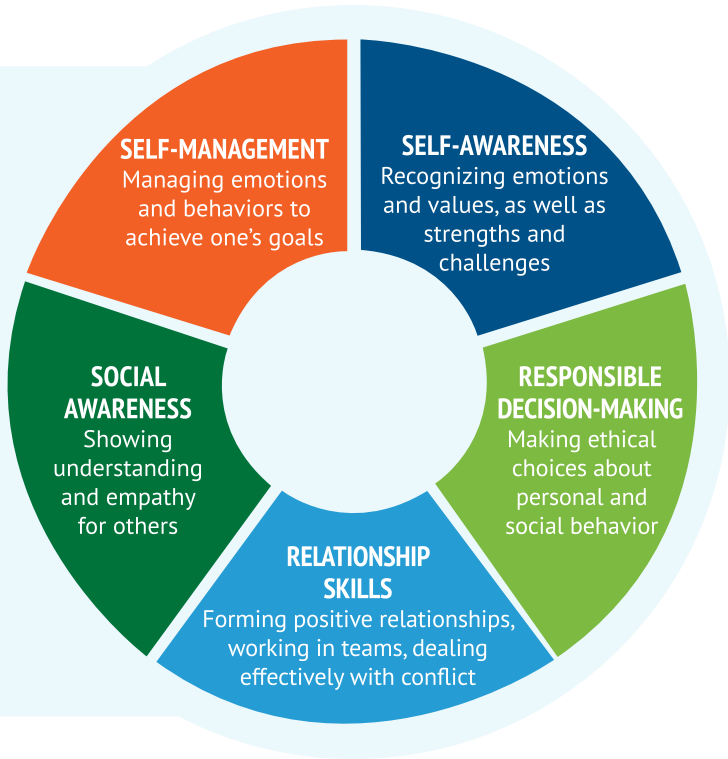 SELF-MANAGEMENT
Managing emotions
and behaviors to
achieve one's goals
SELF-AWARENESS
Recognizing emotions
and values, as well as
strengths and
challenges
SOCIAL
AWARENESS
Showing
understanding
and empathy
for others
RESPONSIBLE
DECISION-MAKING
Making ethical
choices about
personal and
social behavior
RELATIONSHIP
SKILLS
Forming positive relationships,
working in teams, dealing
effectively with conflict